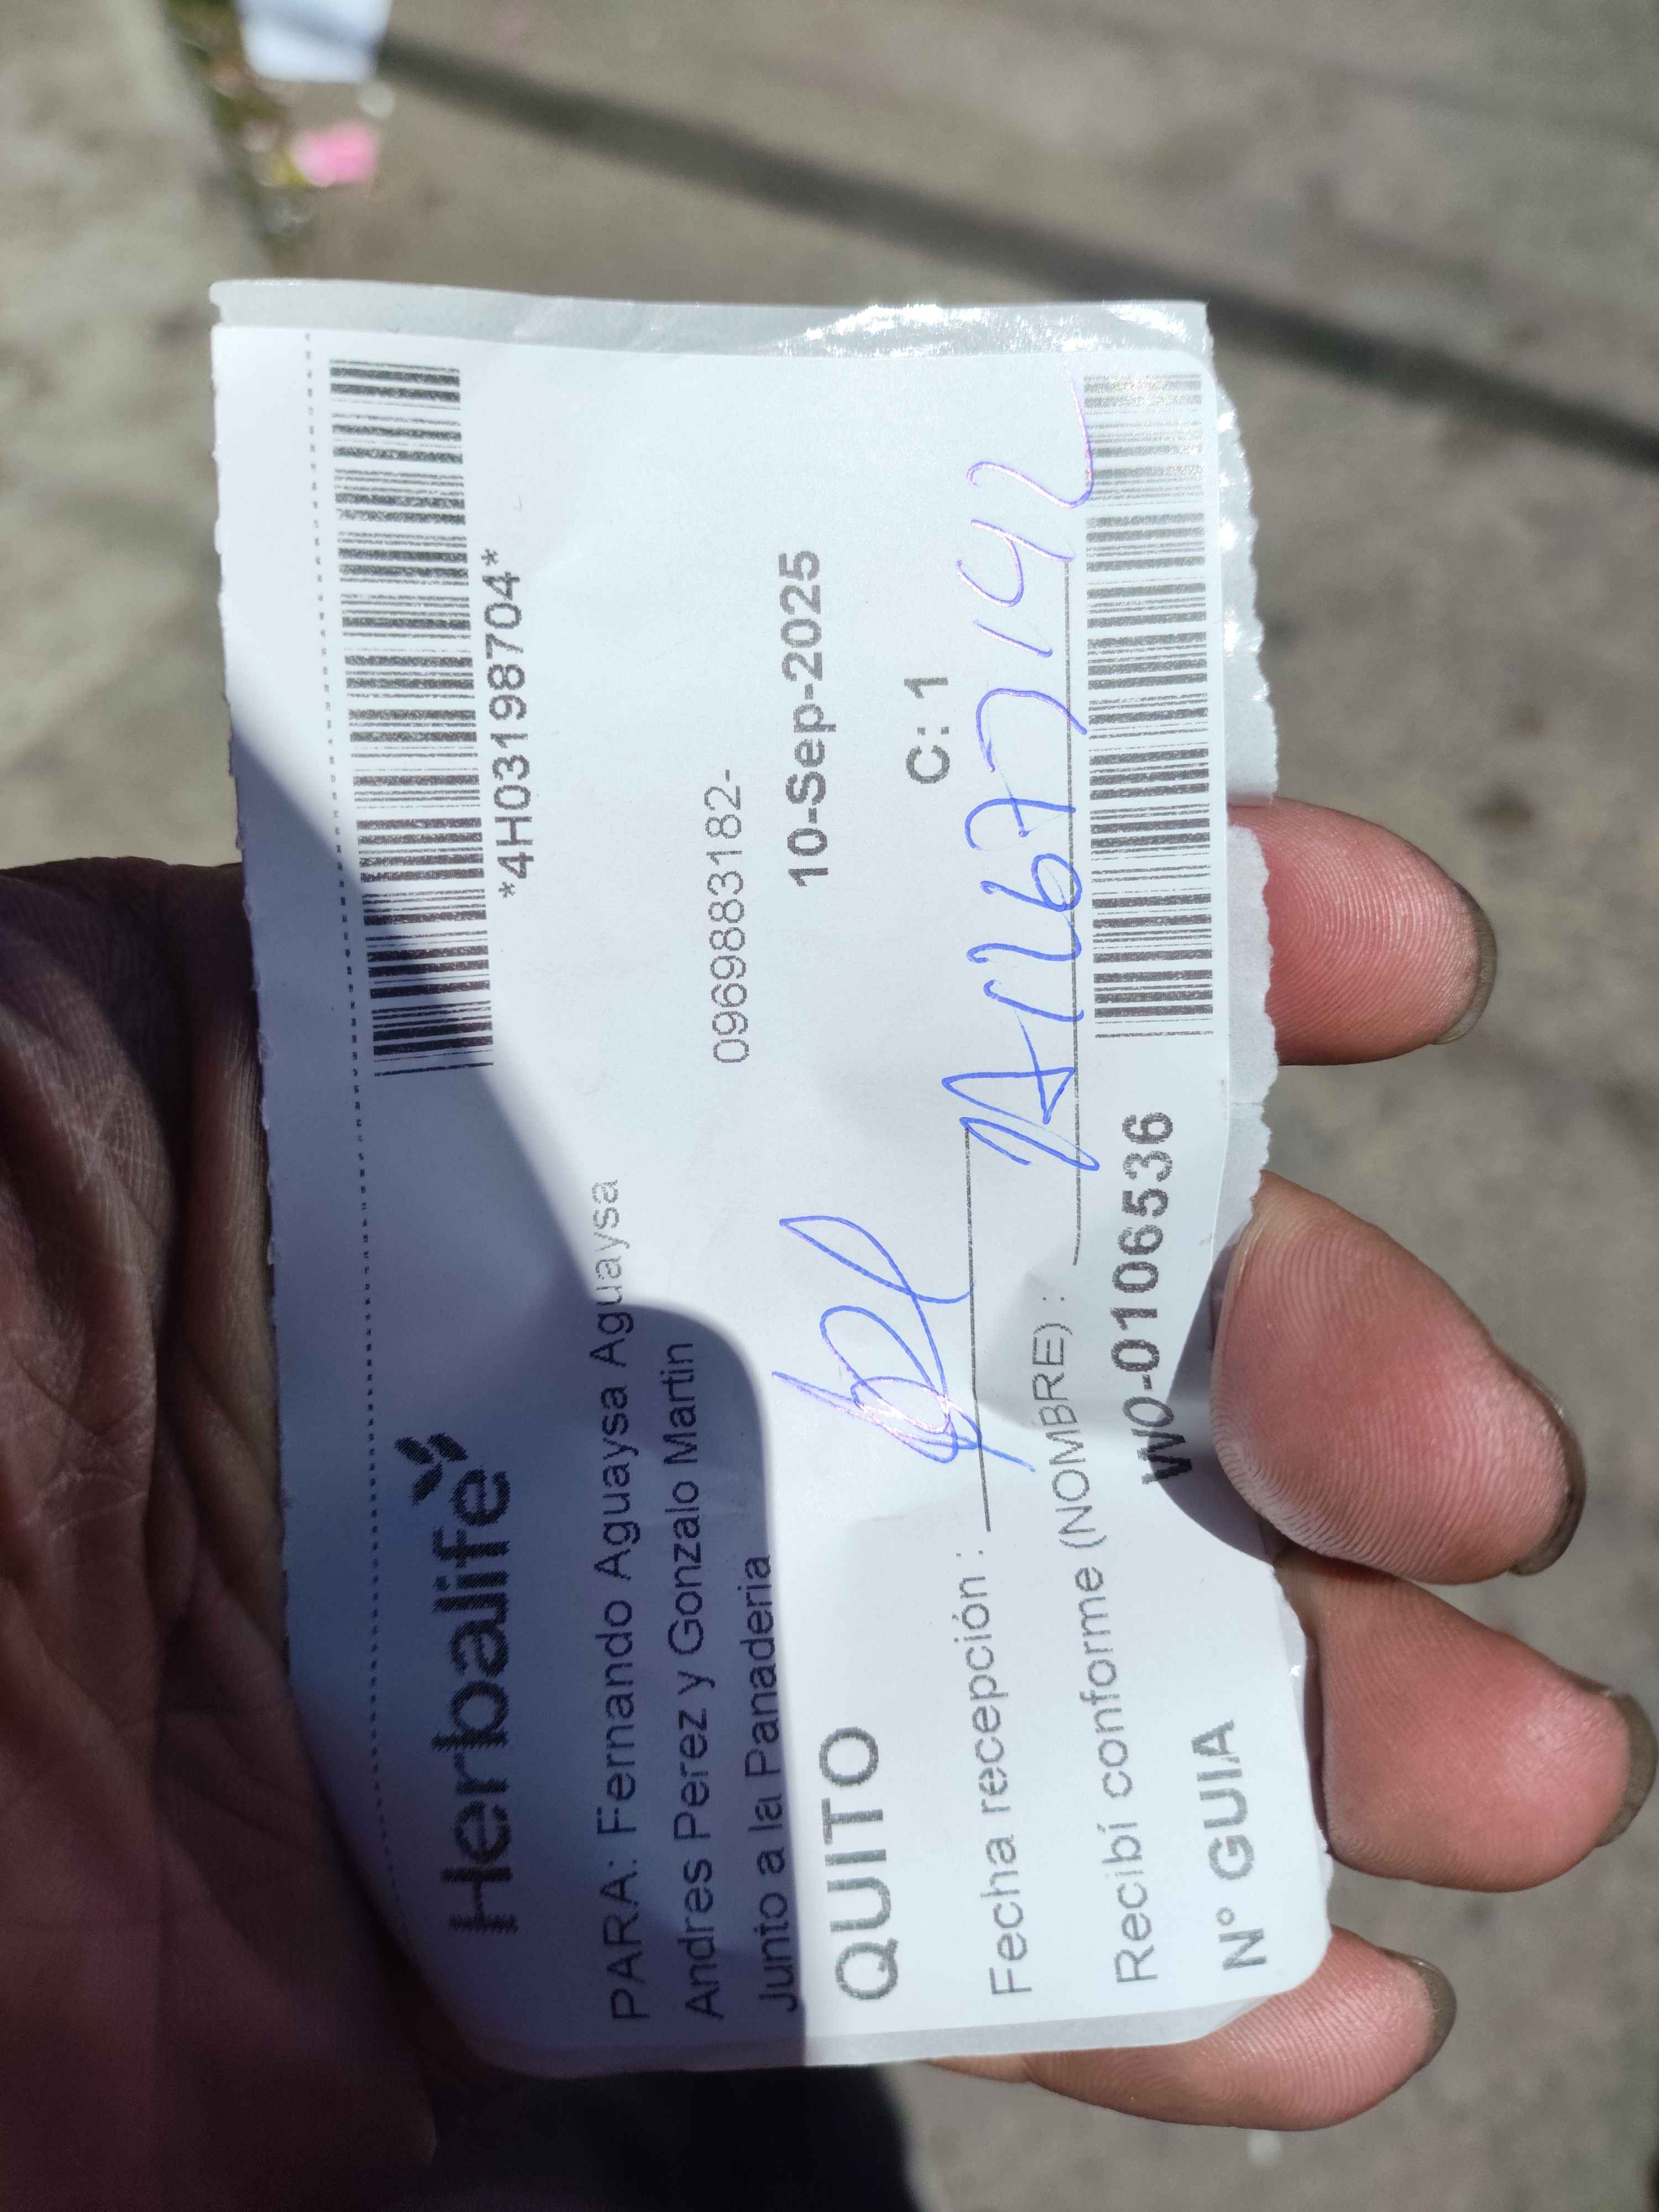 Herbalife
*4H03198704*
PARA: Fernando Aguaysa Aguaysa
Andres Perez y Gonzalo Martin
0969883182-
Junto a la Panaderia
QUITO
10-Sep-2025
Fecha recepción :
C: 1
Recibí conforme (NOMBRE) :
N° GUIA
W0-0106536